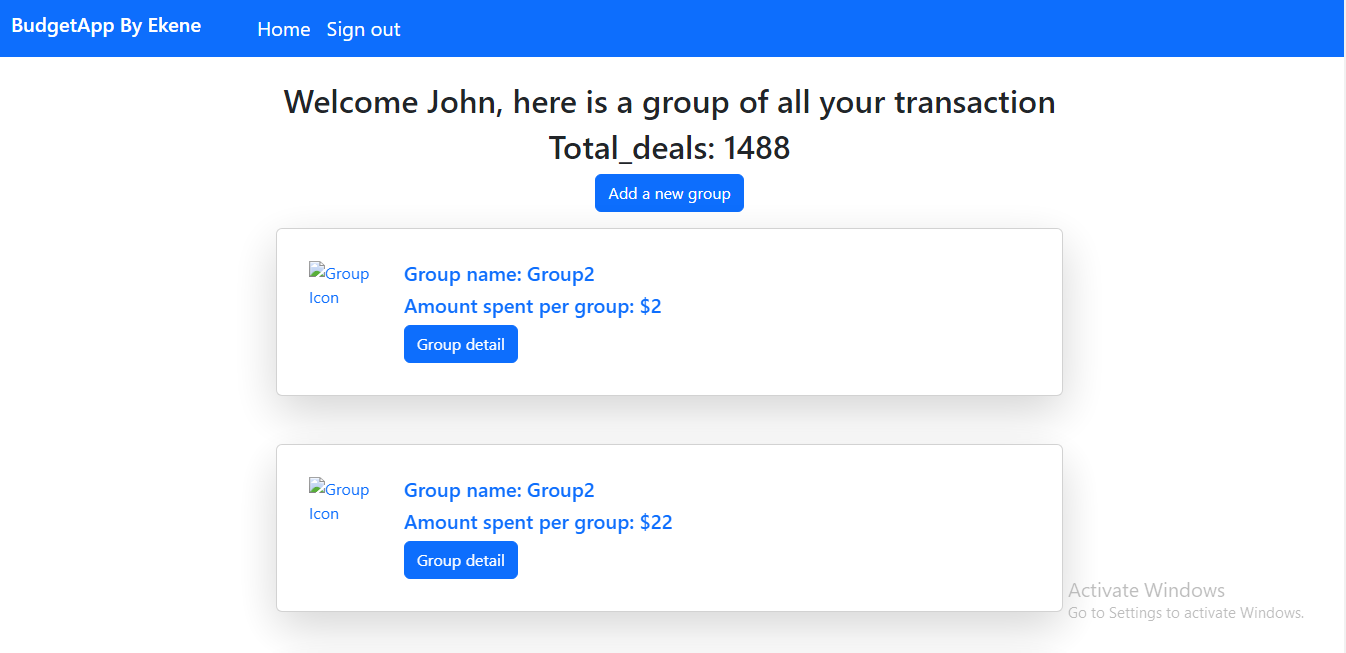 BudgetApp By Ekene
Home
Sign out
Welcome John, here is a group of all your transaction
Total_deals: 1488
Add a new group
Group
Icon
Group name: Group2
Amount spent per group: $2
Group detail
Group
Icon
Group name: Group2
Amount spent per group: $22
Group detail
Activate Windows
Go to Settings to activate Windows.